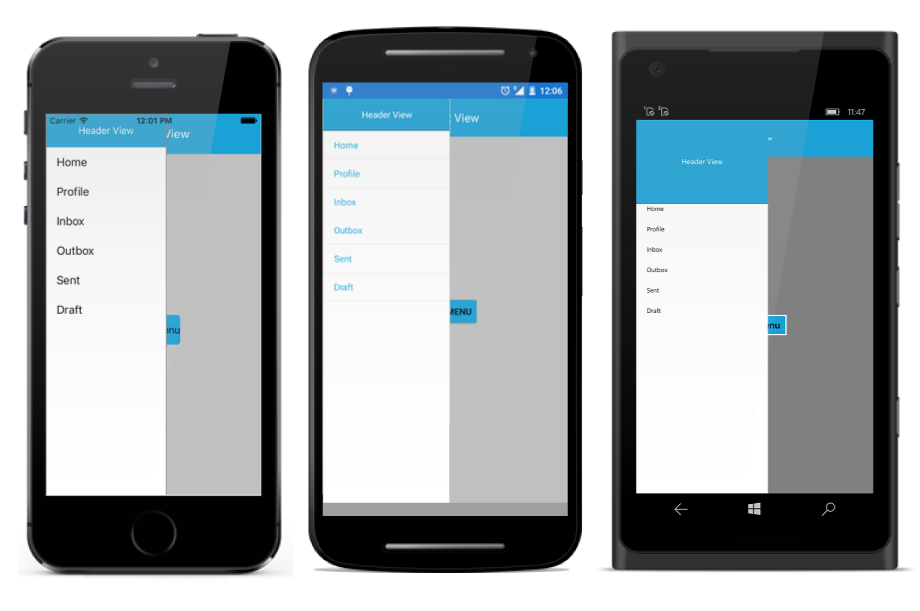 Carrier 12:01 PM
Header View
View
Home
Profile
Inbox
Outbox
Sent
Draft
enu
12:06
Header View
View
Home
Profile
Inbox
Outbox
Sent
Draft
MENU
11:47
Header View
Home
Profile
Inbox
Outbox
Sent
Draft
nu